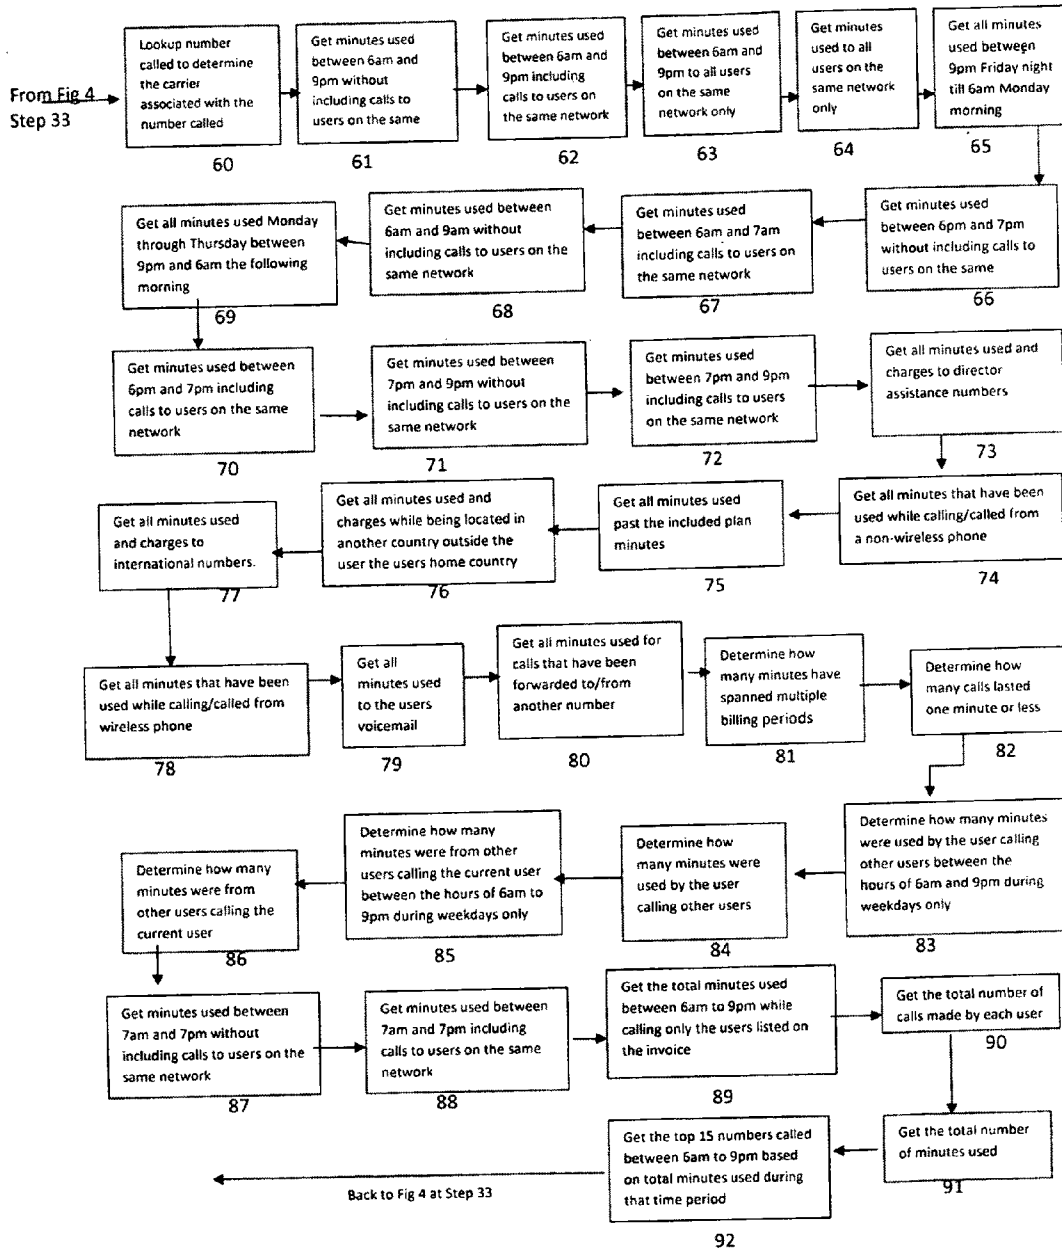 From Fig 4
Step 33
Lookup number
called to determine
the carrier
associated with the
number called
60
Get minutes used
between 6am and
9pm without
including calls to
users on the same
61
Get minutes used
between 6am and
9pm including
calls to users on
the same network
62
Get minutes used
between 6am and
9pm to all users
on the same
network only
63
Get minutes
used to all
users on the
same network
only
64
Get all minutes
used between
9pm Friday night
till 6am Monday
morning
65
Get minutes used
between 6pm and 7pm
without including calls to
users on the same
66
Get minutes used
between 6am and 7am
including calls to users on
the same network
67
Get minutes used between
6am and 9am without
including calls to users on the
same network
68
Get all minutes used Monday
through Thursday between
9pm and 6am the following
morning
69
Get minutes used between
6pm and 7pm including
calls to users on the same
network
70
Get minutes used between
7pm and 9pm without
including calls to users on the
same network
71
Get minutes used
between 7pm and 9pm
including calls to users
on the same network
72
Get all minutes used and
charges to director
assistance numbers
73
Get all minutes that have been
used while calling/called from
a non-wireless phone
74
Get all minutes used
past the included plan
minutes
75
Get all minutes used and
charges while being located in
another country outside the
user the users home country
76
Get all minutes used
and charges to
international numbers.
77
Get all minutes that have been
used while calling/called from
wireless phone
78
Get all
minutes used
to the users
voicemail
79
Get all minutes used for
calls that have been
forwarded to/from
another number
80
Determine how
many minutes have
spanned multiple
billing periods
81
Determine how
many calls lasted
one minute or less
82
Determine how many minutes
were used by the user calling
other users between the
hours of 6am and 9pm during
weekdays only
83
Determine how
many minutes were
used by the user
calling other users
84
Determine how many
minutes were from other
users calling the current user
between the hours of 6am to
9pm during weekdays only
85
Determine how many
minutes were from
other users calling the
current user
86
Get minutes used between
7am and 7pm without
including calls to users on the
same network
87
Get minutes used between
7am and 7pm including
calls to users on the same
network
88
Get the total minutes used
between 6am to 9pm while
calling only the users listed on
the invoice
89
Get the total number of
calls made by each user
90
Get the total number
of minutes used
91
Get the top 15 numbers called
between 6am to 9pm based
on total minutes used during
that time period
92
Back to Fig 4 at Step 33